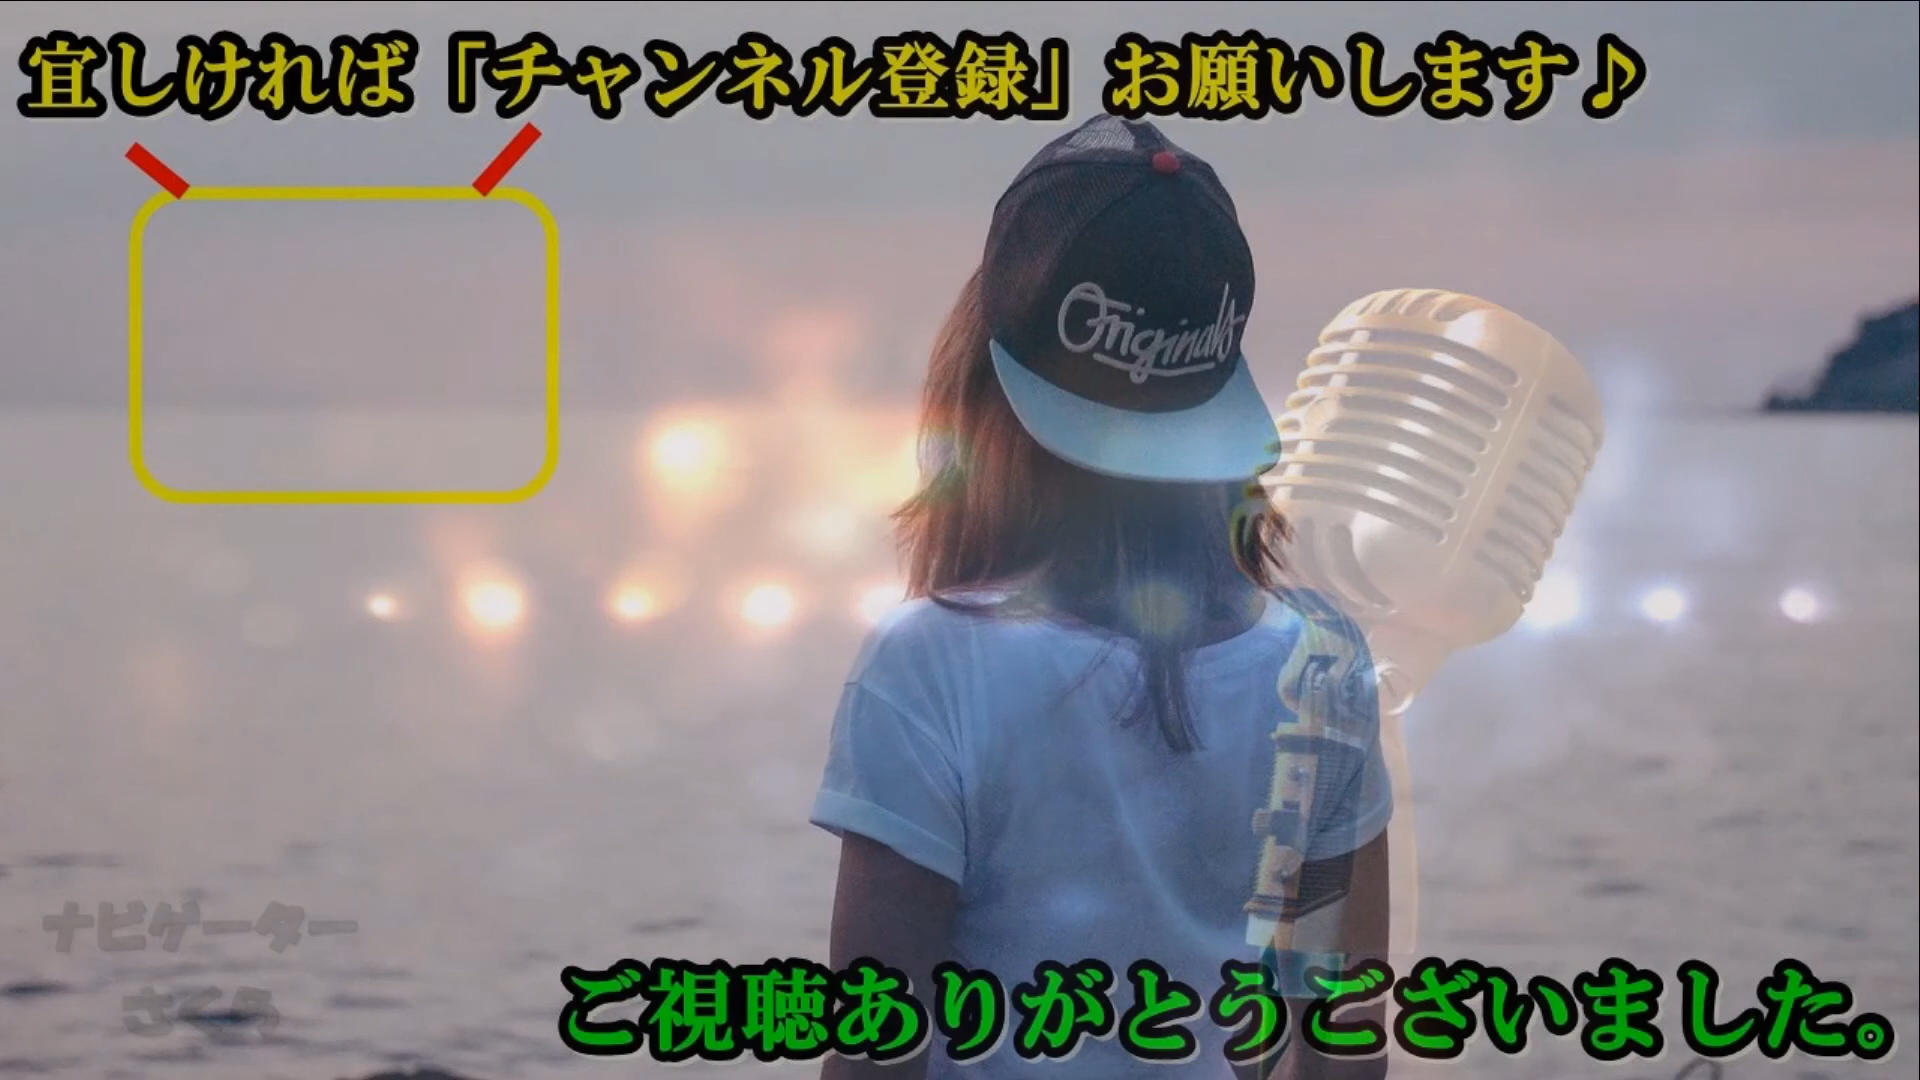 宜しければ「チャンネル登録」お願いします♪
Originals
ナビゲーター
さくら
ご視聴ありがとうございました。